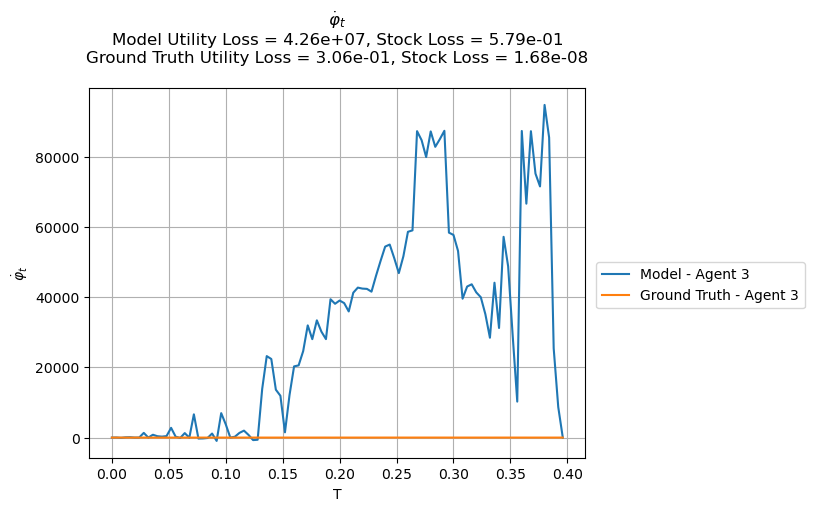 φ̇ₜ
Model Utility Loss = 4.26e+07, Stock Loss = 5.79e-01
Ground Truth Utility Loss = 3.06e-01, Stock Loss = 1.68e-08
φ̇ₜ
80000
60000
40000
20000
0
0.00 0.05 0.10 0.15 0.20 0.25 0.30 0.35 0.40
T
Model - Agent 3
Ground Truth - Agent 3